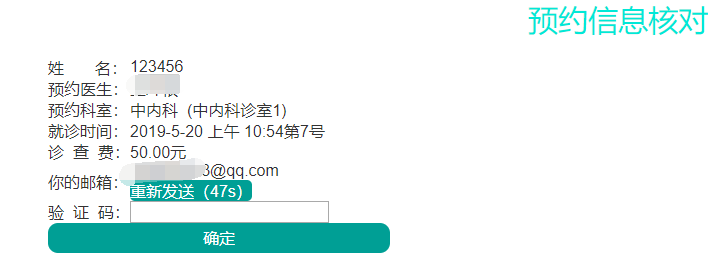 预约信息核对
姓 名：123456
预约医生：
预约科室：中内科（中内科诊室1）
就诊时间：2019-5-20 上午 10:54第7号
诊 查 费：50.00元
你的邮箱： 3@qq.com
重新发送（47s）
验 证 码：
确定